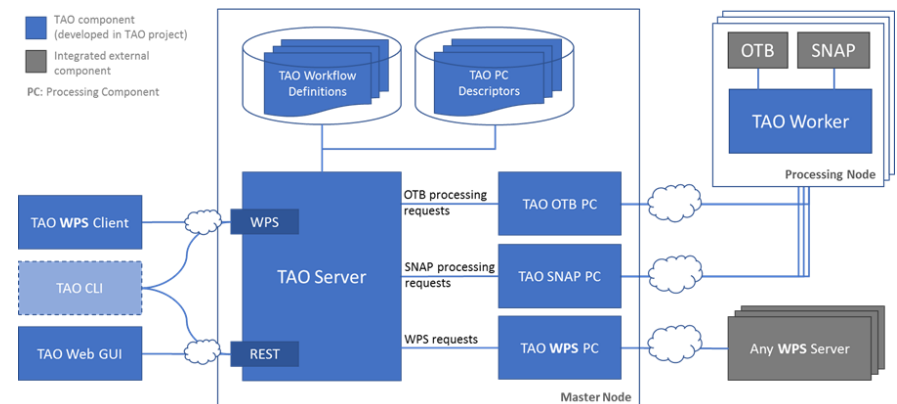 TAO component
(developed in TAO project)
Integrated external
component
PC: Processing Component
TAO Workflow
Definitions
TAO PC
Descriptors
OTB
SNAP
TAO Worker
Processing Node
TAO WPS Client
TAO CLI
TAO Web GUI
WPS
TAO Server
REST
OTB processing
requests
SNAP processing
requests
WPS requests
TAO OTB PC
TAO SNAP PC
TAO WPS PC
Any WPS Server
Master Node